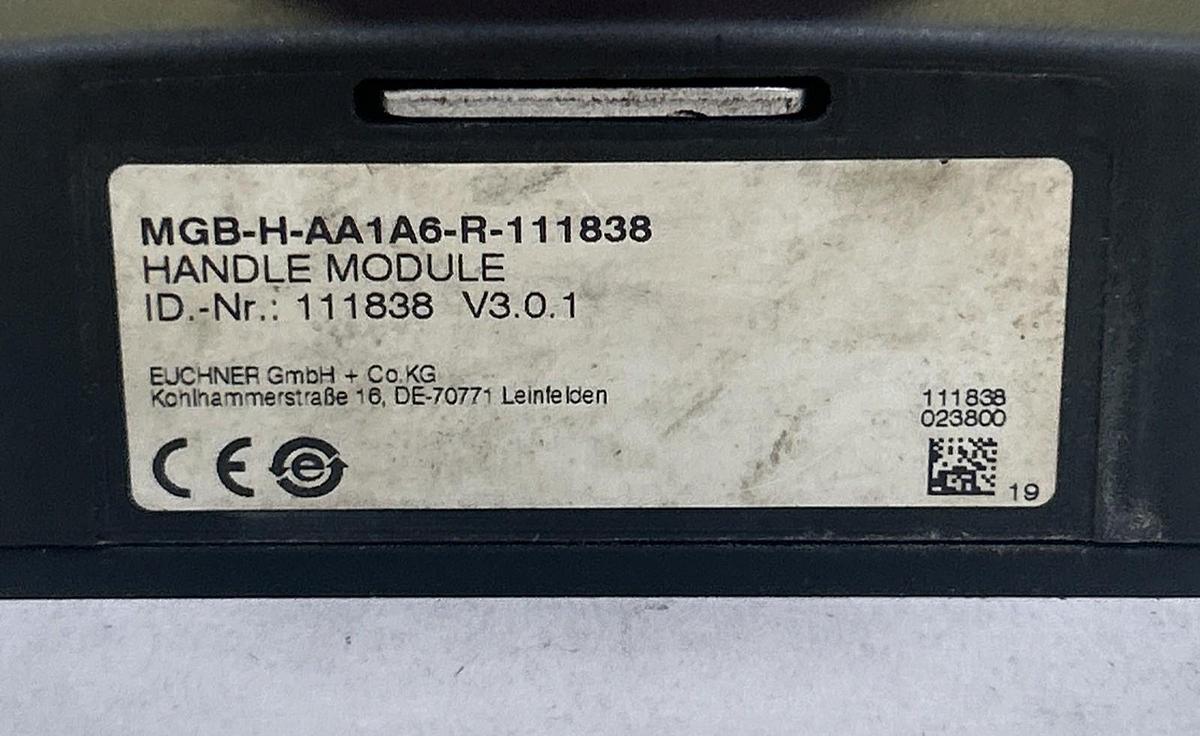 MGB-H-AA1A6-R-111838
HANDLE MODULE
ID.-Nr.: 111838 V3.0.1
EUCHNER GmbH + Co.KG
Kohlhammerstraße 16, DE-70771 Leinfelden
111838
023800
CE e
19